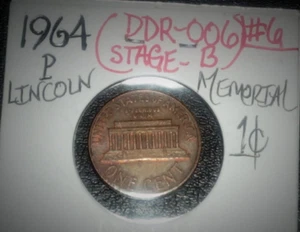 1964 (DDR-006) #6
P STAGE-B
LINCOLN MEMORIAL
1¢
ONE CENT